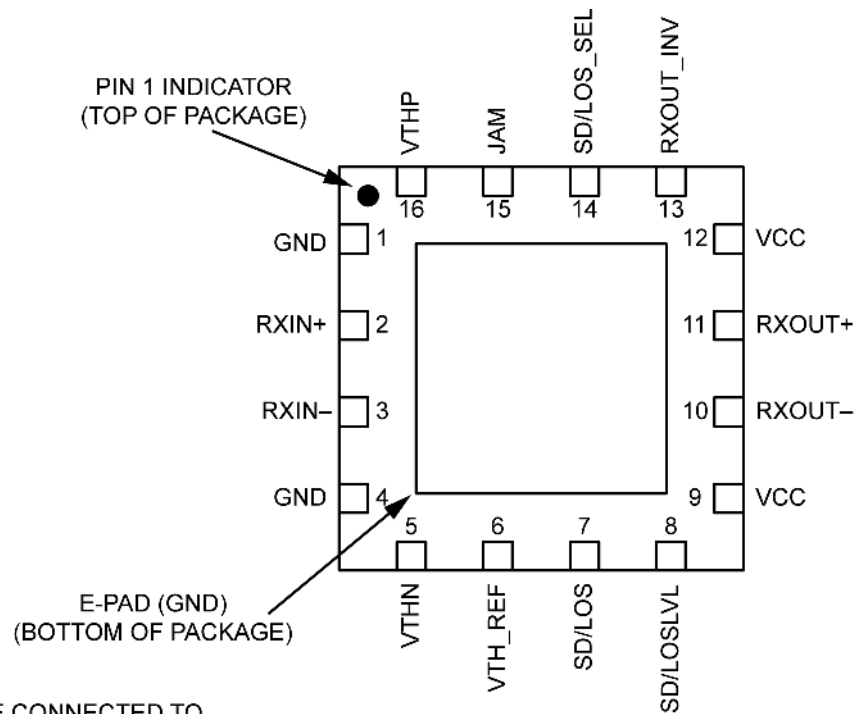 PIN 1 INDICATOR
(TOP OF PACKAGE)
VTHP
JAM
SD/LOS_SEL
RXOUT_INV
16
15
14
13
GND
1
12
VCC
RXIN+
2
11
RXOUT+
RXIN–
3
10
RXOUT–
GND
4
9
VCC
5
6
7
8
E-PAD (GND)
(BOTTOM OF PACKAGE)
VTHN
VTH_REF
SD/LOS
SD/LOSLVL
CONNECTED TO